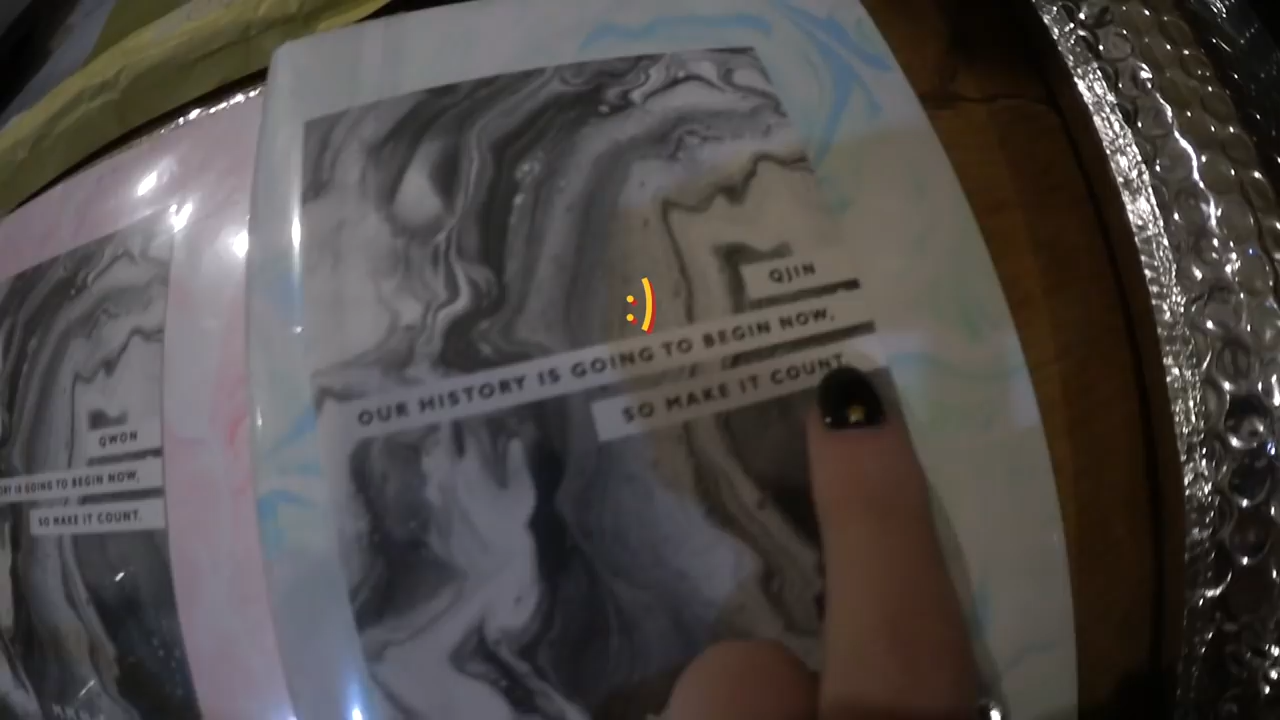 QJIN
:)
OUR HISTORY IS GOING TO BEGIN NOW,
SO MAKE IT COUNT.
QWON
RY IS GOING TO BEGIN NOW,
SO MAKE IT COUNT.